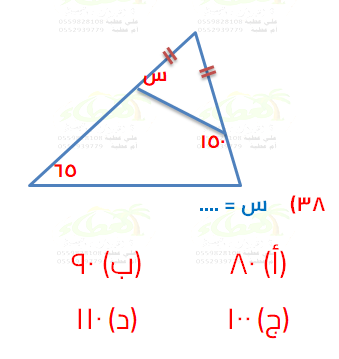 س
١٥٠
٦٥
٣٨) س = ....
(أ) ٨٠ (ب) ٩٠
(ج) ١٠٠ (د) ١١٠